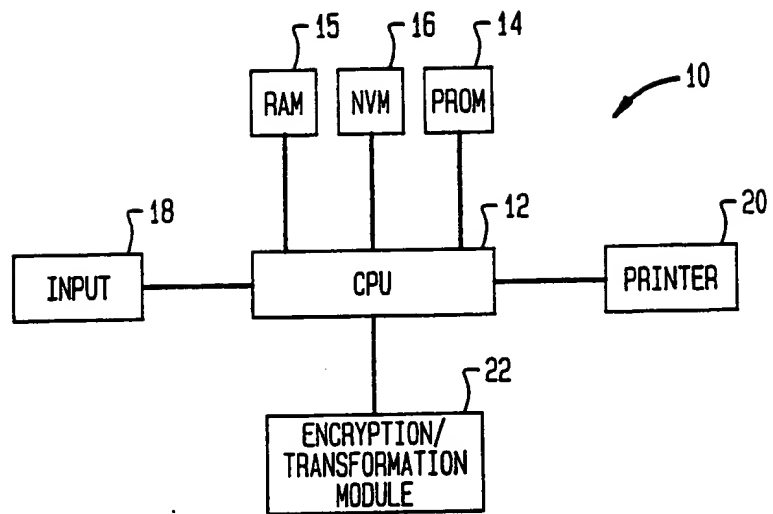 15
16
14
10
RAM
NVM
PROM
18
12
20
INPUT
CPU
PRINTER
22
ENCRYPTION/
TRANSFORMATION
MODULE